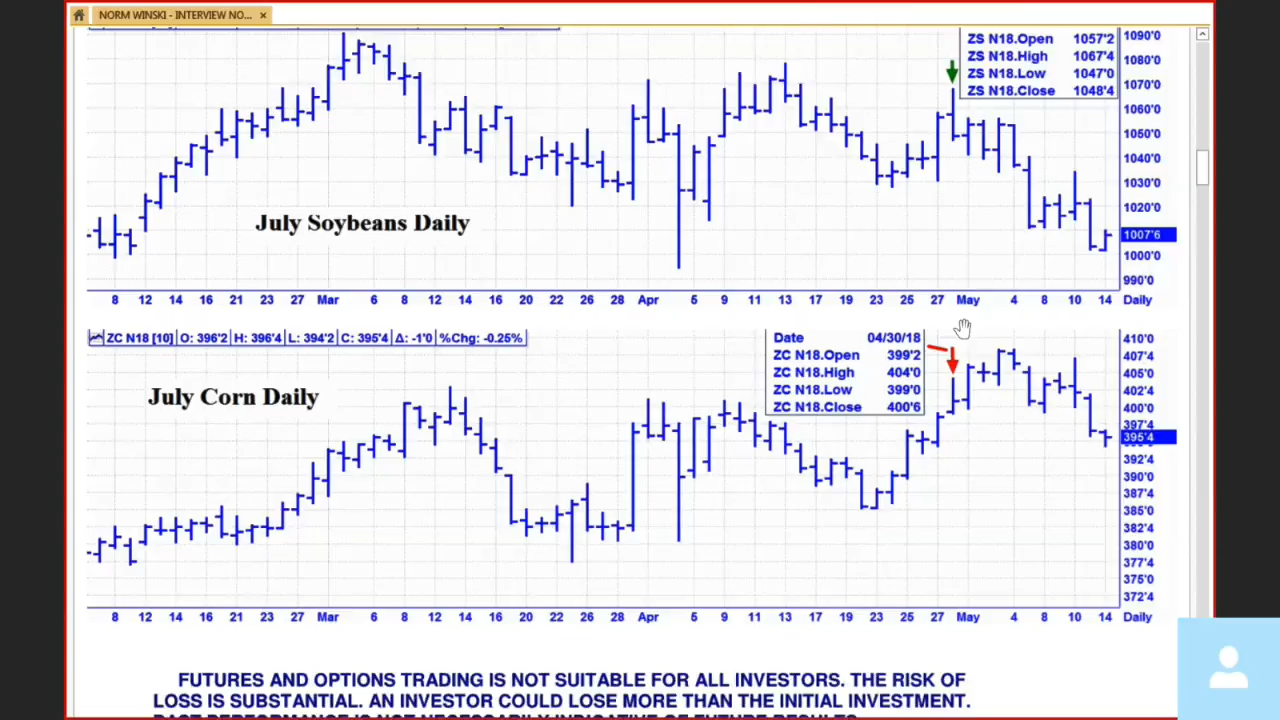 NORM WINSKI - INTERVIEW NO... ×
ZS N18.Open 1057'2
ZS N18.High 1067'4
ZS N18.Low 1047'0
ZS N18.Close 1048'4
1090'0
1080'0
1070'0
1060'0
1050'0
1040'0
1030'0
1020'0
1007'6
1000'0
990'0
July Soybeans Daily
8 12 14 16 21 23 27 Mar 6 8 12 14 16 20 22 26 28 Apr 5 9 11 13 17 19 23 25 27 May 4 8 10 14 Daily
ZC N18 [10] O: 396'2 H: 396'4 L: 394'2 C: 395'4 Δ: -1'0 %Chg: -0.25%
Date 04/30/18
ZC N18.Open 399'2
ZC N18.High 404'0
ZC N18.Low 399'0
ZC N18.Close 400'6
July Corn Daily
410'0
407'4
405'0
402'4
400'0
397'4
395'4
392'4
390'0
387'4
385'0
382'4
380'0
377'4
375'0
372'4
8 12 14 16 21 23 27 Mar 6 8 12 14 16 20 22 26 28 Apr 5 9 11 13 17 19 23 25 27 May 4 8 10 14 Daily
FUTURES AND OPTIONS TRADING IS NOT SUITABLE FOR ALL INVESTORS. THE RISK OF
LOSS IS SUBSTANTIAL. AN INVESTOR COULD LOSE MORE THAN THE INITIAL INVESTMENT.
PAST PERFORMANCE IS NOT NECESSARILY INDICATIVE OF FUTURE RESULTS